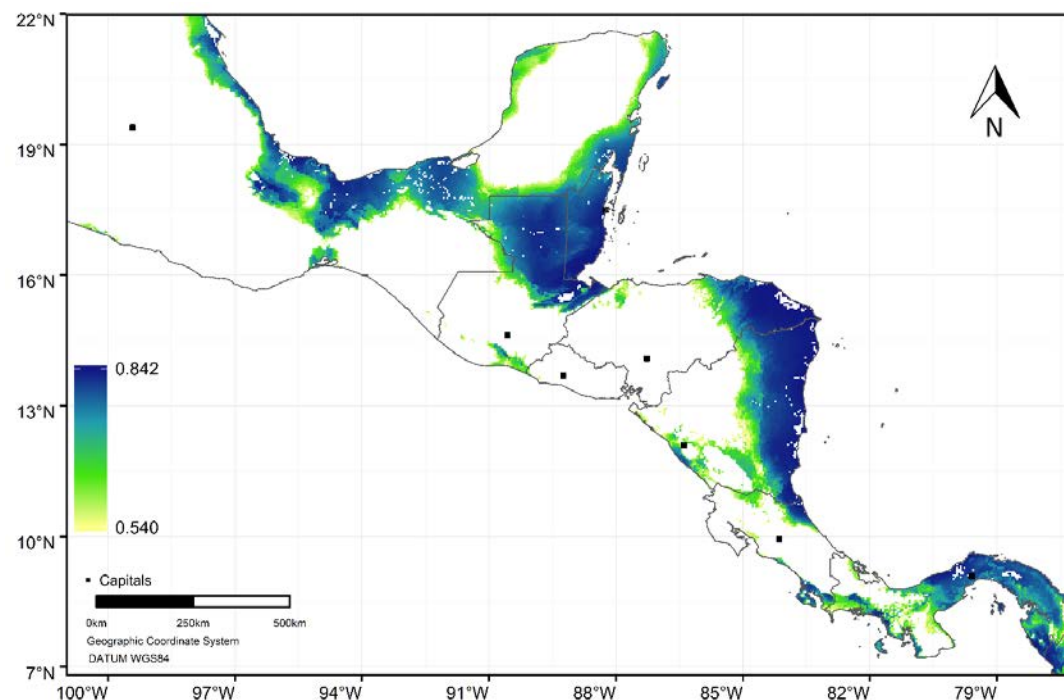 22°N
19°N
16°N
13°N
10°N
7°N
N
0.842
0.540
Capitals
0km 250km 500km
Geographic Coordinate System
DATUM WGS84
100°W 97°W 94°W 91°W 88°W 85°W 82°W 79°W